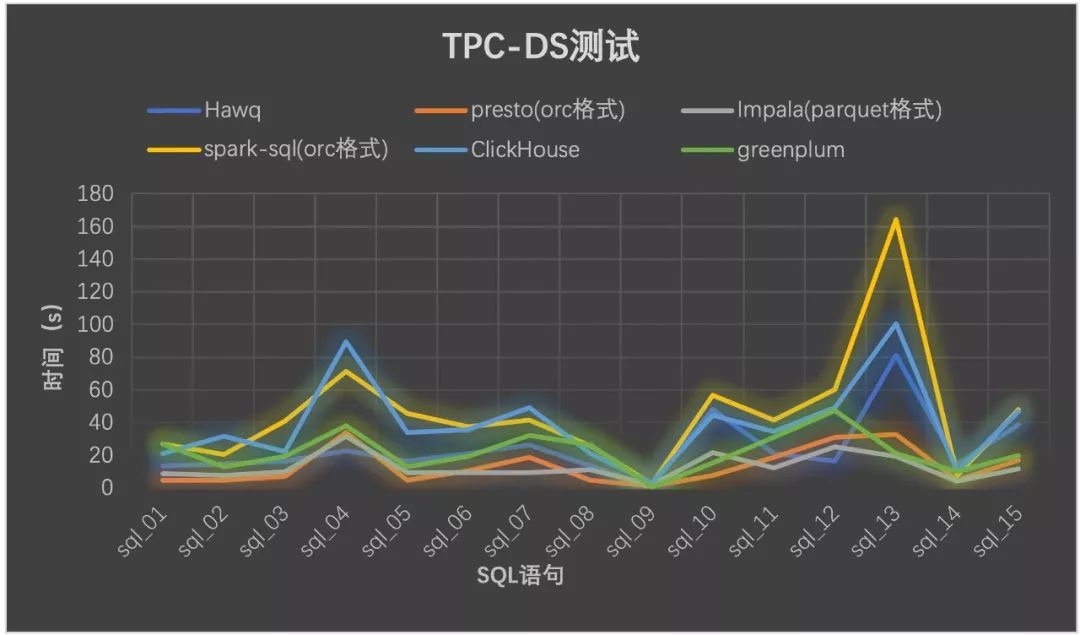 TPC-DS测试
Hawq presto(orc格式) Impala(parquet格式)
spark-sql(orc格式) ClickHouse greenplum
180
160
140
120
100
80
60
40
20
0
时间（s）
sql_01 sql_02 sql_03 sql_04 sql_05 sql_06 sql_07 sql_08 sql_09 sql_10 sql_11 sql_12 sql_13 sql_14 sql_15
SQL语句